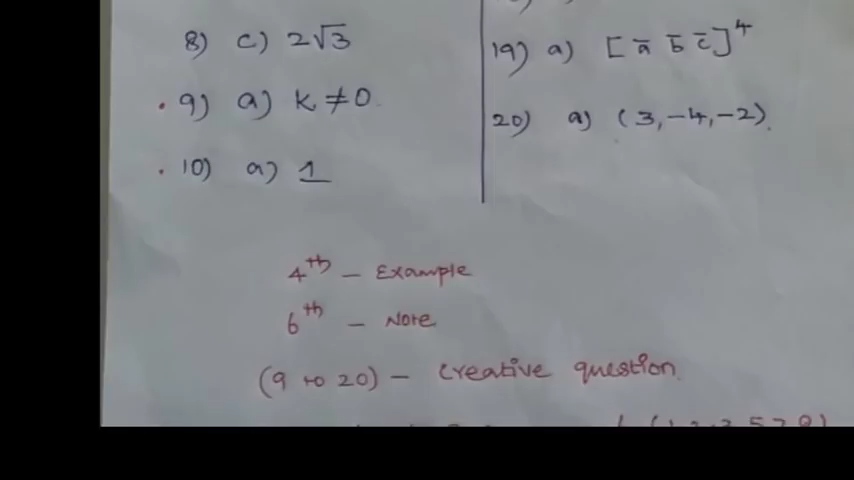 8) c) 2√3
. 9) a) k ≠ 0
. 10) a) 1
19) a) [a̅ b̅ c̅]⁴
20) a) (3, -4, -2).
4th - Example
6th - Note
(9 to 20) - Creative question.